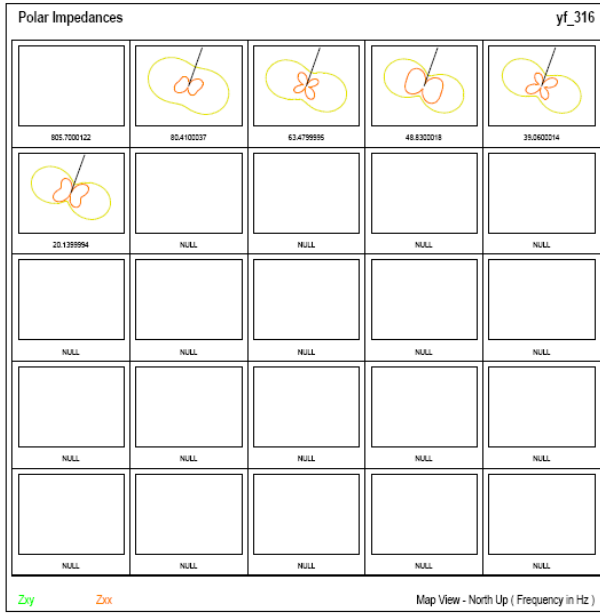 Polar Impedances yf_316
805.7000122 80.4100037 63.4799995 48.8300018 39.0600014
20.1399994 NULL NULL NULL NULL
NULL NULL NULL NULL NULL
NULL NULL NULL NULL NULL
NULL NULL NULL NULL NULL
Zxy Zxx Map View - North Up ( Frequency in Hz )